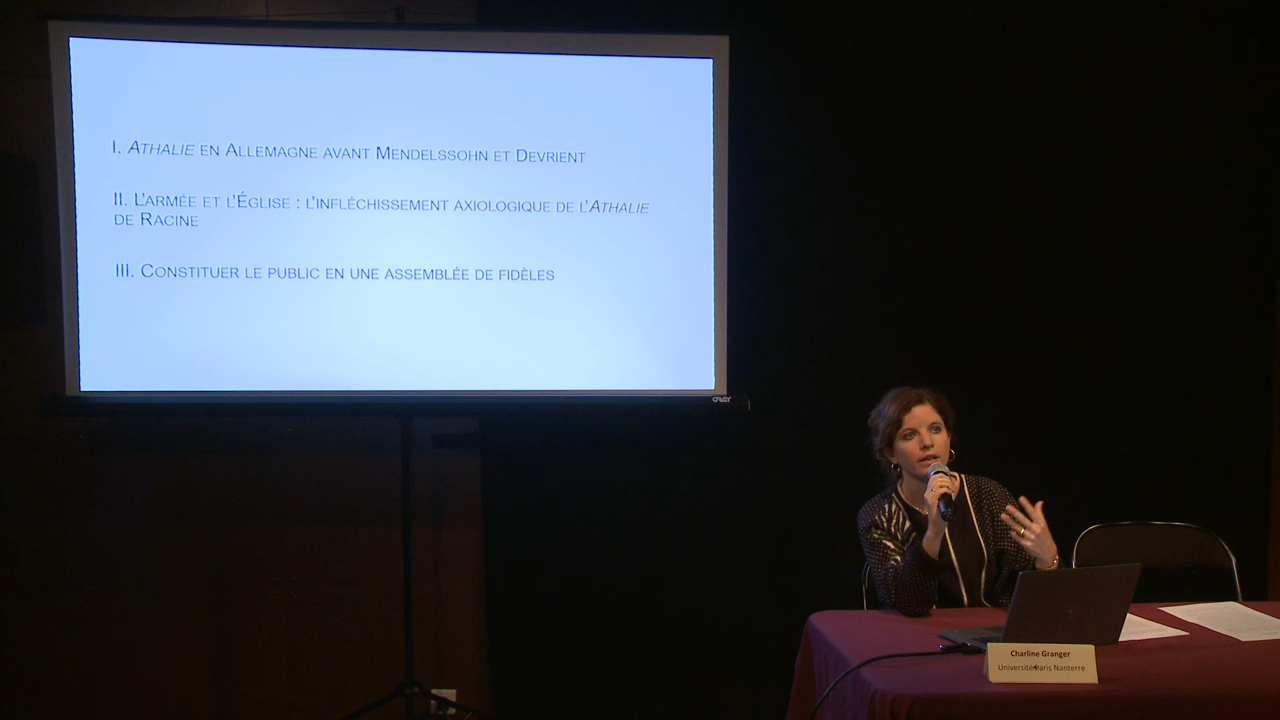 I. ATHALIE EN ALLEMAGNE AVANT MENDELSSOHN ET DEVRIENT
II. L'ARMÉE ET L'ÉGLISE : L'INFLÉCHISSEMENT AXIOLOGIQUE DE L'ATHALIE
DE RACINE
III. CONSTITUER LE PUBLIC EN UNE ASSEMBLÉE DE FIDÈLES
ORAY
Charline Granger
Université Paris Nanterre